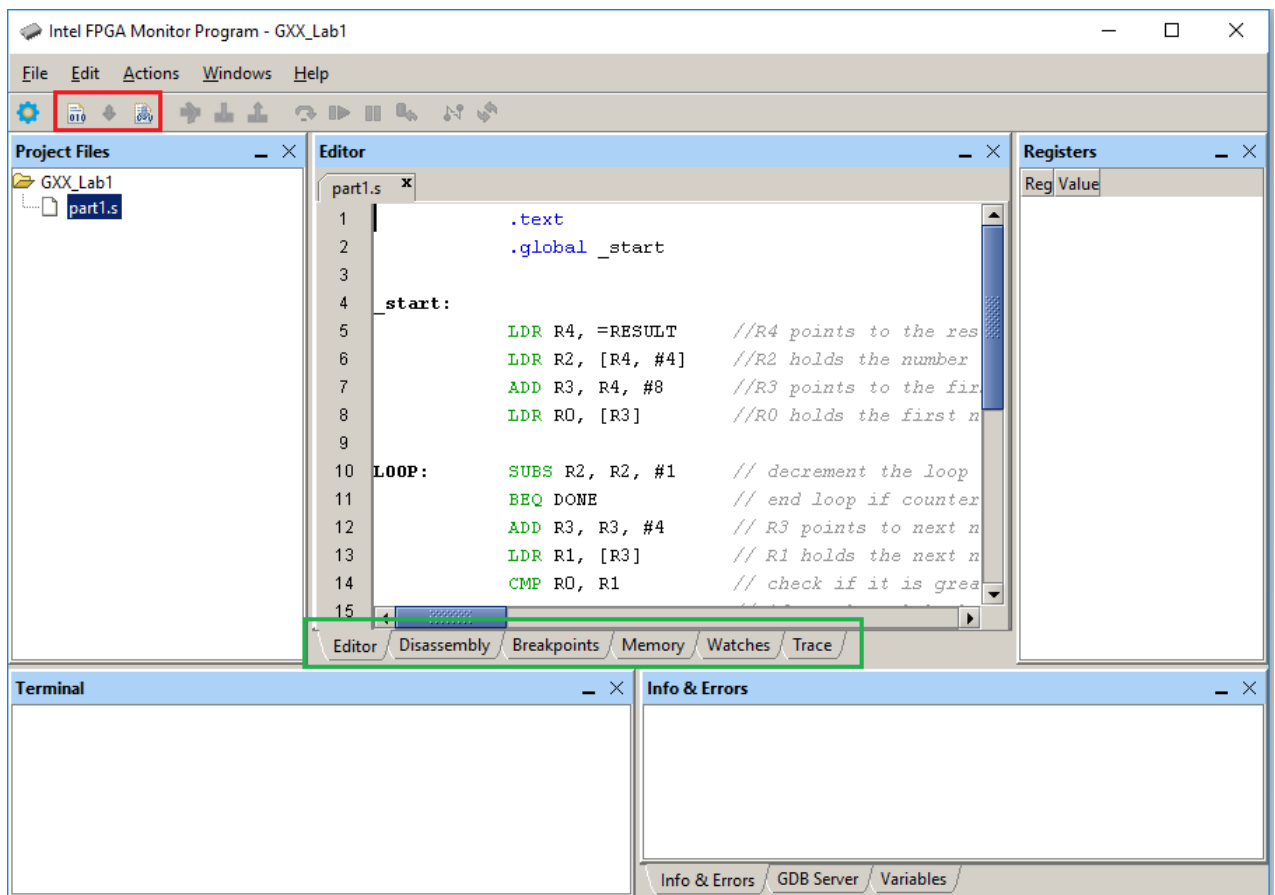 Intel FPGA Monitor Program - GXX_Lab1
File Edit Actions Windows Help
Project Files
GXX_Lab1
part1.s
Editor
part1.s x
1 .text
2 .global _start
3
4 _start:
5 LDR R4, =RESULT //R4 points to the res
6 LDR R2, [R4, #4] //R2 holds the number
7 ADD R3, R4, #8 //R3 points to the fir
8 LDR R0, [R3] //R0 holds the first n
9
10 LOOP: SUBS R2, R2, #1 // decrement the loop
11 BEQ DONE // end loop if counter
12 ADD R3, R3, #4 // R3 points to next n
13 LDR R1, [R3] // R1 holds the next n
14 CMP R0, R1 // check if it is grea
15
Editor Disassembly Breakpoints Memory Watches Trace
Registers
Reg Value
Terminal
Info & Errors
Info & Errors GDB Server Variables